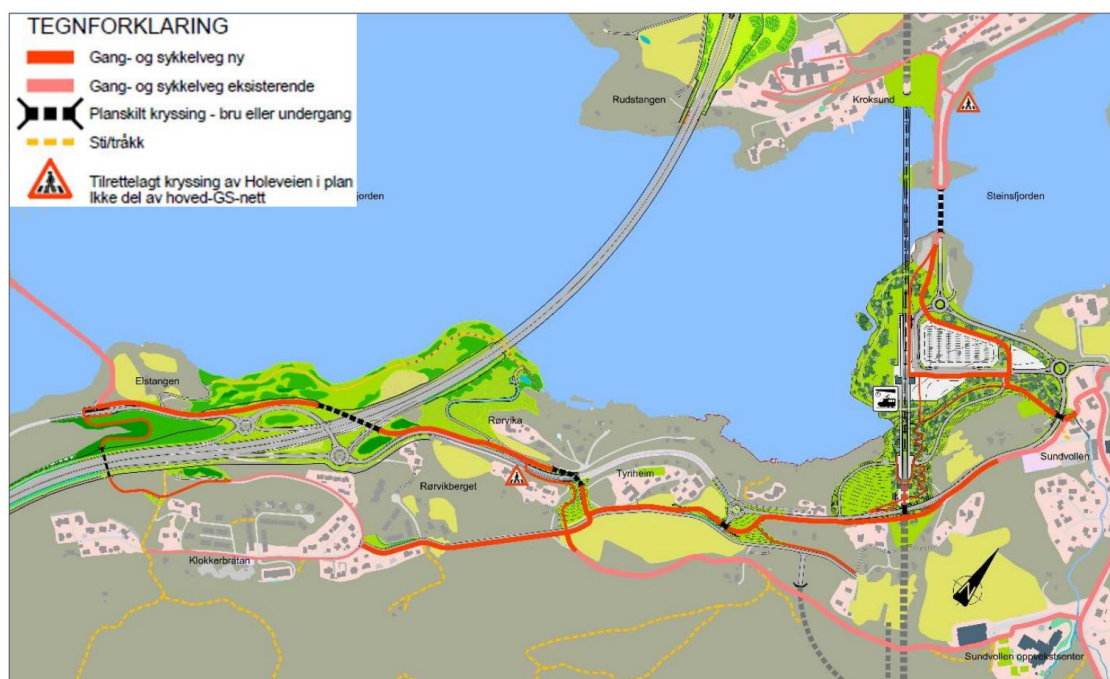 TEGNFORKLARING
Gang- og sykkelveg ny
Gang- og sykkelveg eksisterende
Planskilt kryssing - bru eller undergang
Sti/tråkk
Tilrettelagt kryssing av Holeveien i plan
Ikke del av hoved-GS-nett
Rudstangen
Kroksund
jorden
Steinsfjorden
Elstangen
Rørvika
Rørvikberget
Tyriheim
Sundvollen
Klokkerbråtan
N
Sundvollen oppvekstsenter